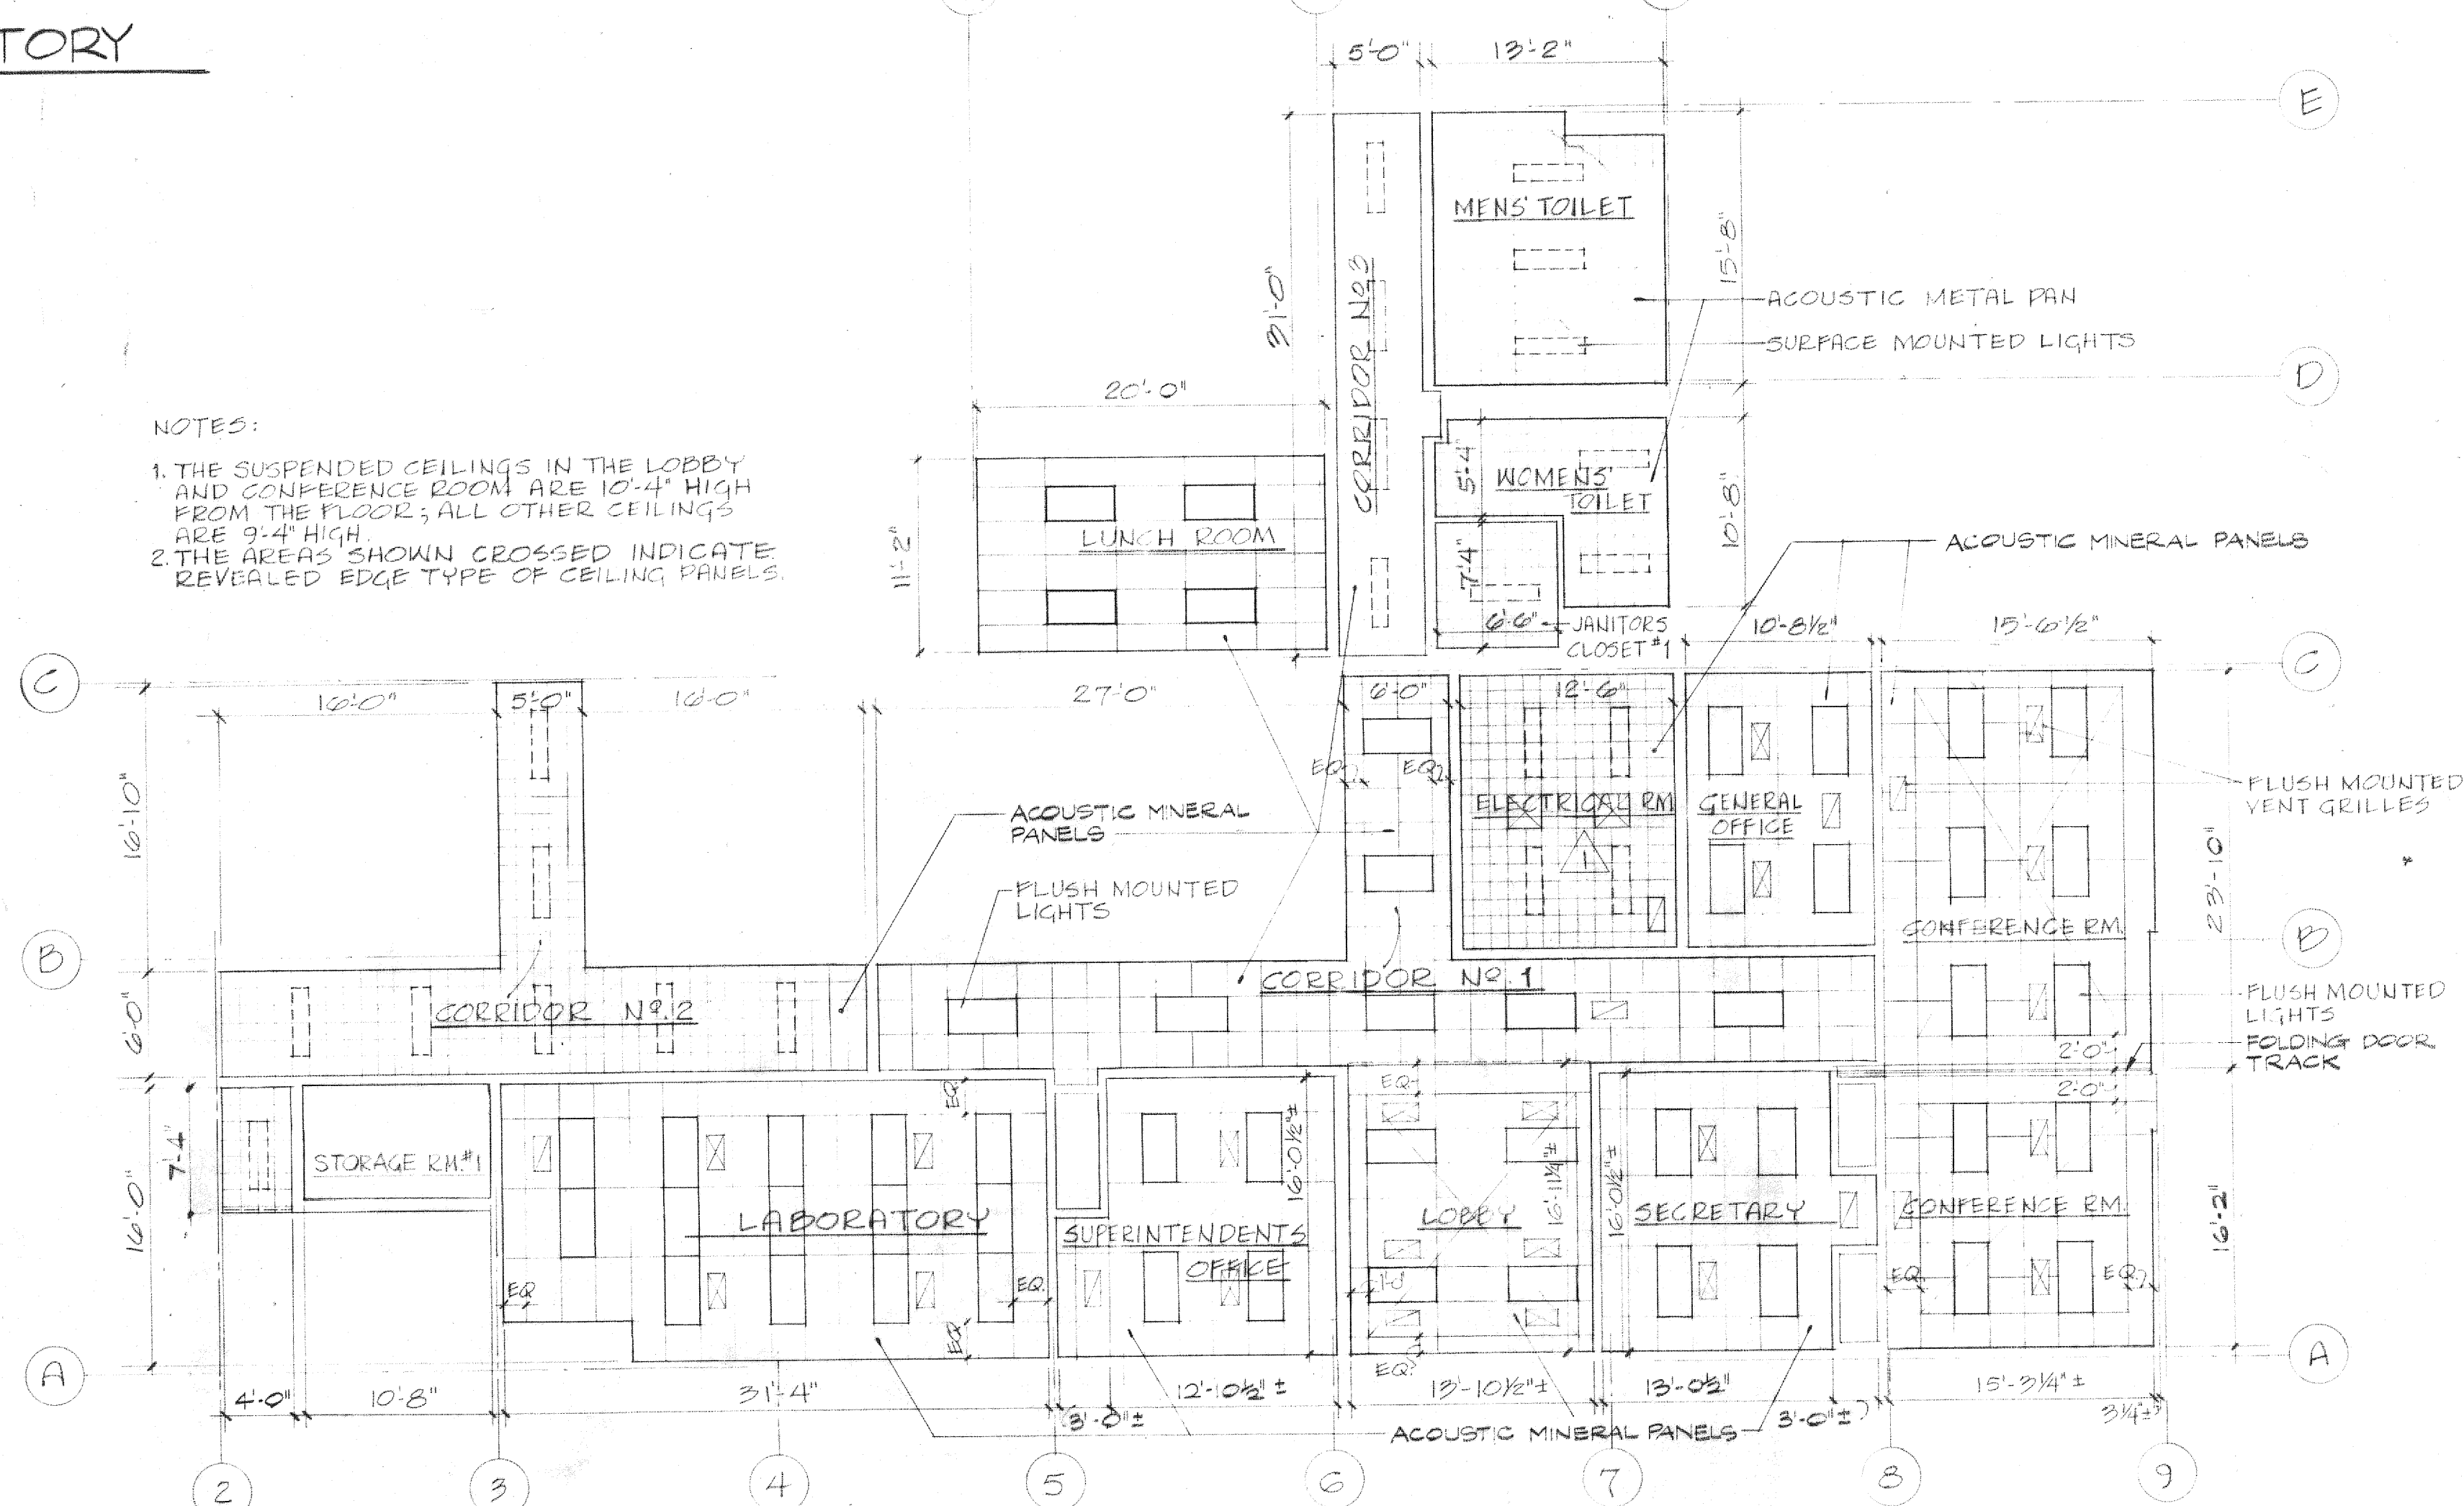 TORY
5'-0"
13'-2"
E
MENS' TOILET
15'-8"
31'-0"
CORRIDOR Nº 3
ACOUSTIC METAL PAN
SURFACE MOUNTED LIGHTS
D
20'-0"
NOTES:
1. THE SUSPENDED CEILINGS IN THE LOBBY
AND CONFERENCE ROOM ARE 10'-4" HIGH
FROM THE FLOOR; ALL OTHER CEILINGS
ARE 9'-4" HIGH.
2. THE AREAS SHOWN CROSSED INDICATE
REVEALED EDGE TYPE OF CEILING PANELS.
11'-2"
LUNCH ROOM
5'-4"
WOMENS'
TOILET
10'-8"
7'-4"
ACOUSTIC MINERAL PANELS
6'-6"
JANITORS
CLOSET #1
10'-8½"
15'-6½"
C
C
16'-0"
5'-0"
16'-0"
27'-0"
6'-0"
12'-6"
16'-10"
EQ.
EQ.
ELECTRICAL RM
1
GENERAL
OFFICE
FLUSH MOUNTED
VENT GRILLES
ACOUSTIC MINERAL
PANELS
FLUSH MOUNTED
LIGHTS
23'-10"
CONFERENCE RM.
B
B
CORRIDOR Nº 1
CORRIDOR Nº 2
6'-0"
FLUSH MOUNTED
LIGHTS
FOLDING DOOR
TRACK
2'-0"
2'-0"
EQ.
EQ.
7'-4"
16'-0"
STORAGE RM.#1
LABORATORY
SUPERINTENDENTS
OFFICE
16'-0½"±
LOBBY
16'-11¼"±
16'-0½"±
SECRETARY
CONFERENCE RM.
16'-2"
EQ.
EQ.
EQ.
1'-0"
EQ.
EQ.
EQ.
A
A
4'-0"
10'-8"
31'-4"
3'-0"±
12'-10½"±
13'-10½"±
13'-0½"
3'-0"±
15'-3¼"±
3¼"±
ACOUSTIC MINERAL PANELS
2
3
4
5
6
7
8
9